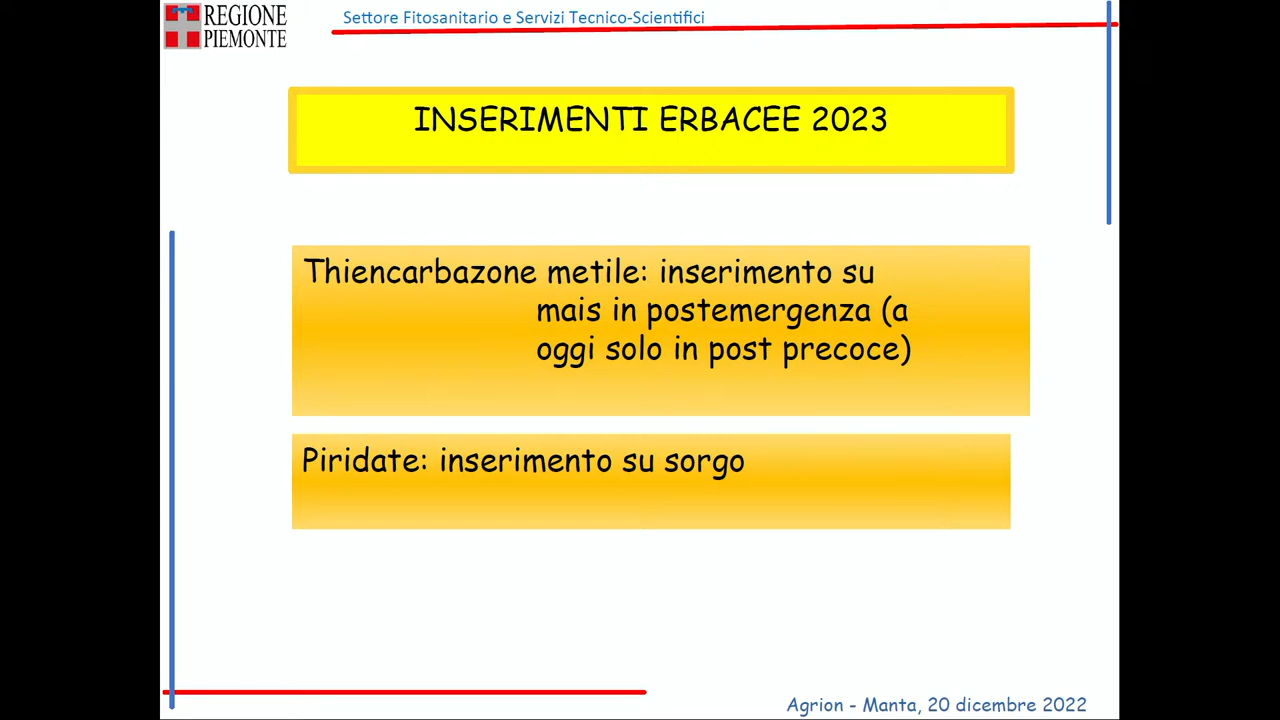 REGIONE
PIEMONTE
Settore Fitosanitario e Servizi Tecnico-Scientifici
INSERIMENTI ERBACEE 2023
Thiencarbazone metile: inserimento su
mais in postemergenza (a
oggi solo in post precoce)
Piridate: inserimento su sorgo
Agrion - Manta, 20 dicembre 2022